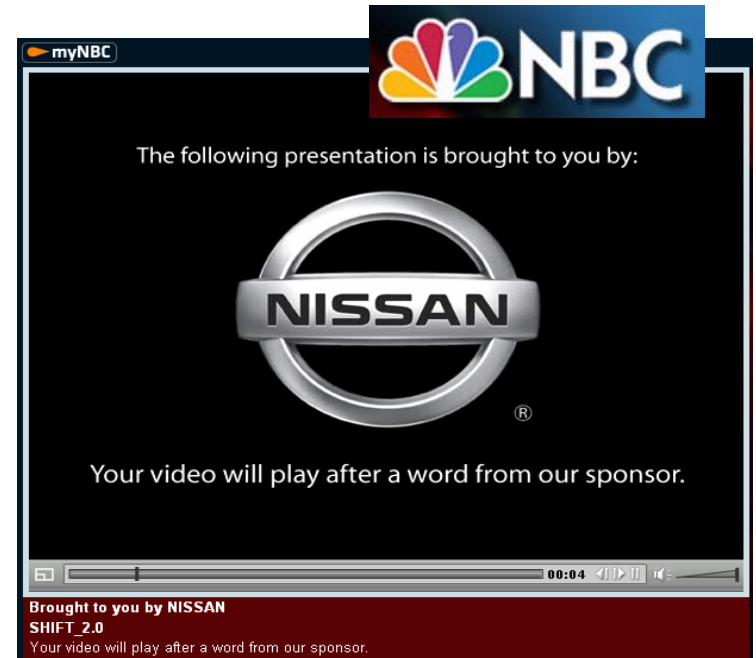 myNBC
NBC
The following presentation is brought to you by:
NISSAN
®
Your video will play after a word from our sponsor.
00:04
Brought to you by NISSAN
SHIFT_2.0
Your video will play after a word from our sponsor.